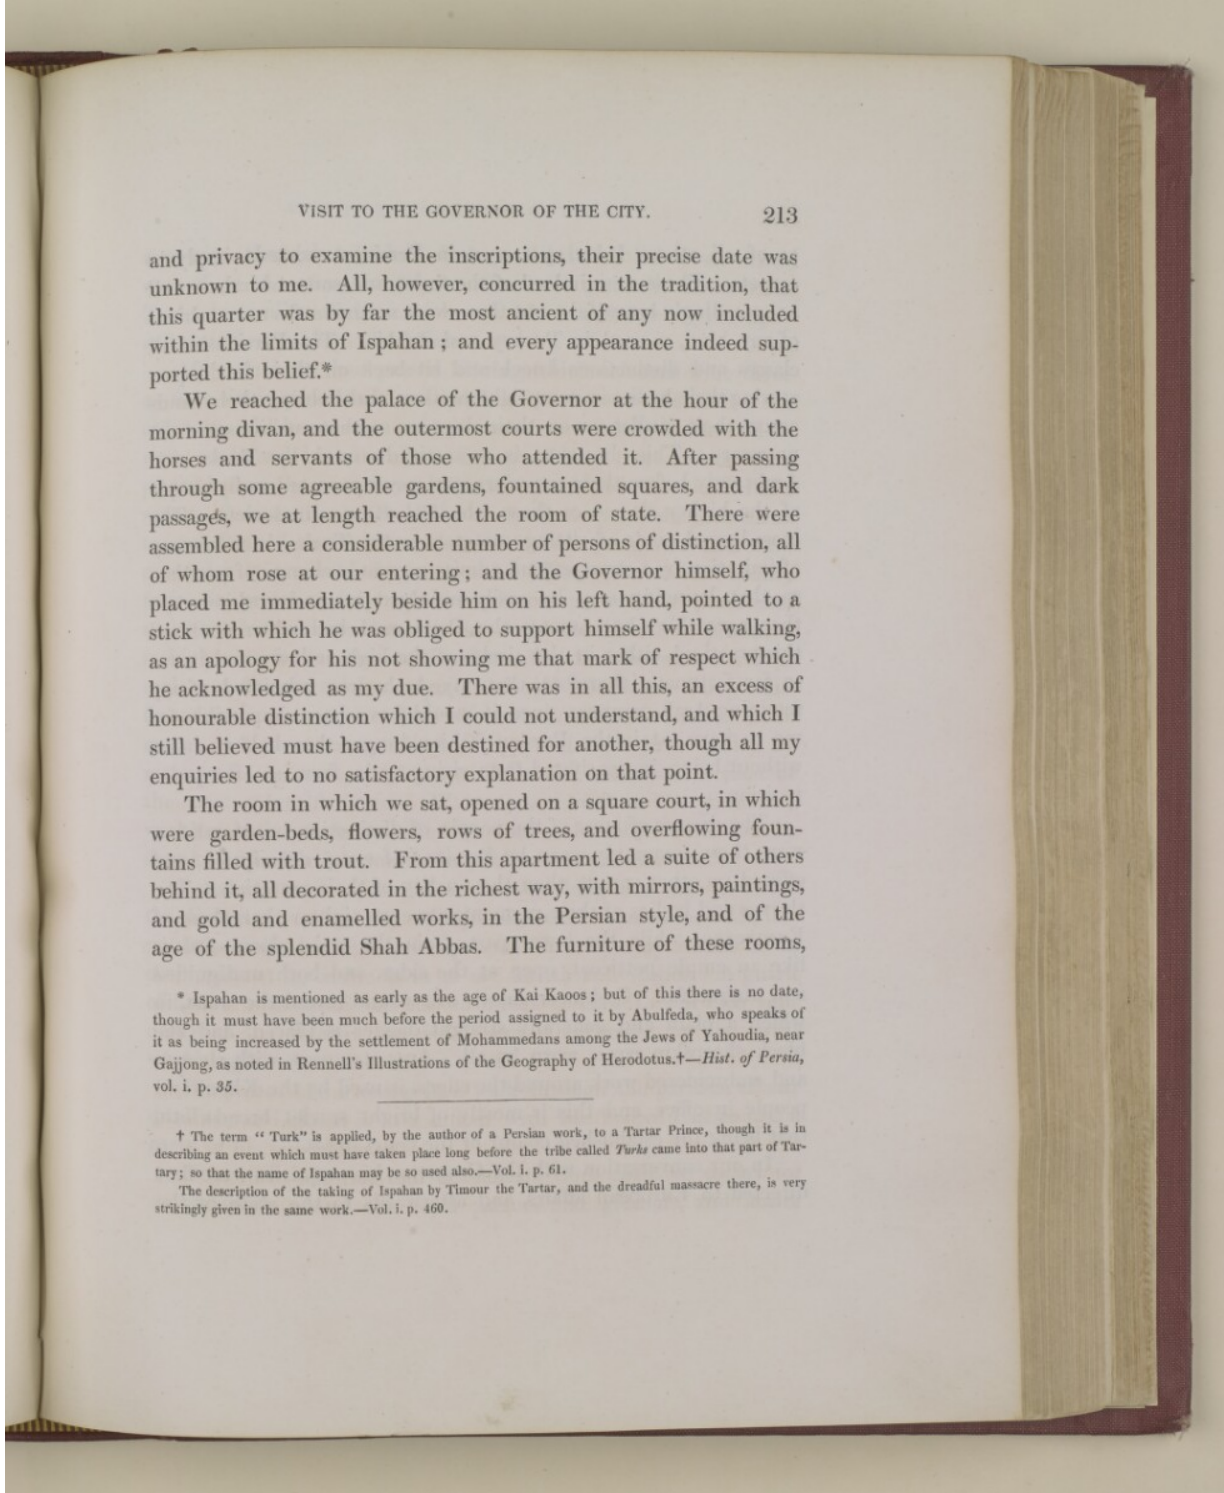 VISIT TO THE GOVERNOR OF THE CITY. 213
and privacy to examine the inscriptions, their precise date was
unknown to me. All, however, concurred in the tradition, that
this quarter was by far the most ancient of any now included
within the limits of Ispahan; and every appearance indeed sup-
ported this belief.*
We reached the palace of the Governor at the hour of the
morning divan, and the outermost courts were crowded with the
horses and servants of those who attended it. After passing
through some agreeable gardens, fountained squares, and dark
passages, we at length reached the room of state. There were
assembled here a considerable number of persons of distinction, all
of whom rose at our entering; and the Governor himself, who
placed me immediately beside him on his left hand, pointed to a
stick with which he was obliged to support himself while walking,
as an apology for his not showing me that mark of respect which
he acknowledged as my due. There was in all this, an excess of
honourable distinction which I could not understand, and which I
still believed must have been destined for another, though all my
enquiries led to no satisfactory explanation on that point.
The room in which we sat, opened on a square court, in which
were garden-beds, flowers, rows of trees, and overflowing foun-
tains filled with trout. From this apartment led a suite of others
behind it, all decorated in the richest way, with mirrors, paintings,
and gold and enamelled works, in the Persian style, and of the
age of the splendid Shah Abbas. The furniture of these rooms,
* Ispahan is mentioned as early as the age of Kai Kaoos; but of this there is no date,
though it must have been much before the period assigned to it by Abulfeda, who speaks of
it as being increased by the settlement of Mohammedans among the Jews of Yahoudia, near
Gajjong, as noted in Rennell's Illustrations of the Geography of Herodotus.†—Hist. of Persia,
vol. i. p. 35.
† The term “Turk” is applied, by the author of a Persian work, to a Tartar Prince, though it is in
describing an event which must have taken place long before the tribe called Turks came into that part of Tar-
tary; so that the name of Ispahan may be so used also.—Vol. i. p. 61.
The description of the taking of Ispahan by Timour the Tartar, and the dreadful massacre there, is very
strikingly given in the same work.—Vol. i. p. 460.